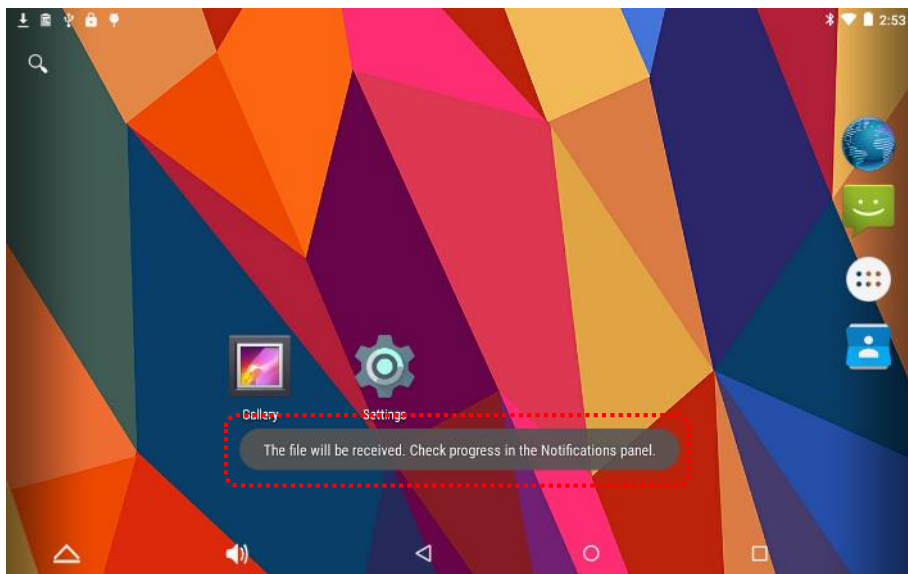 2:53
Gallery
Settings
The file will be received. Check progress in the Notifications panel.